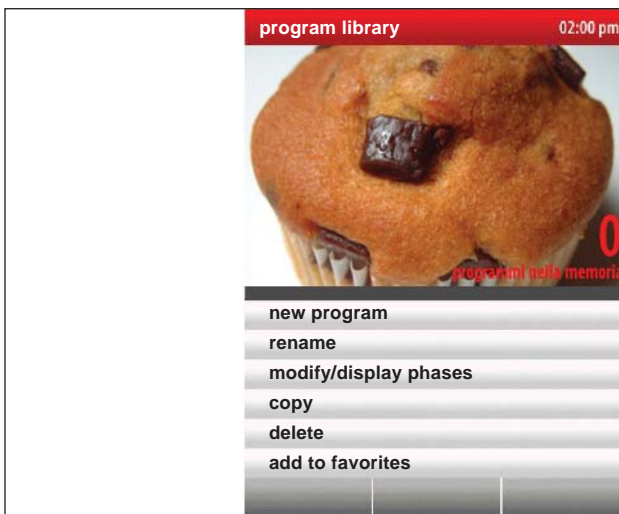 program library 02:00 pm
0
programmi nella memoria
new program
rename
modify/display phases
copy
delete
add to favorites